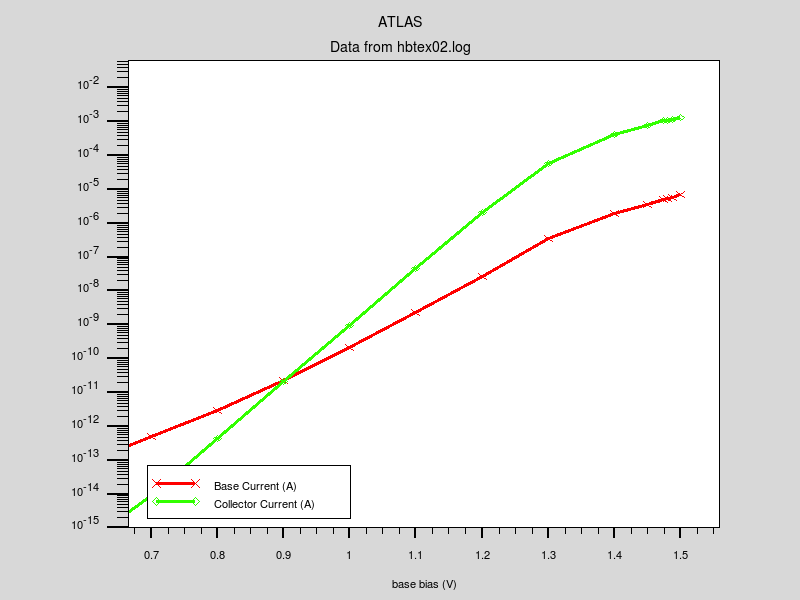 ATLAS
Data from hbtex02.log
10-2
10-3
10-4
10-5
10-6
10-7
10-8
10-9
10-10
10-11
10-12
10-13
10-14
10-15
Base Current (A)
Collector Current (A)
0.7 0.8 0.9 1 1.1 1.2 1.3 1.4 1.5
base bias (V)